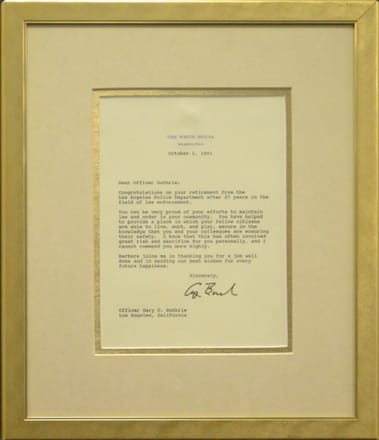 THE WHITE HOUSE
WASHINGTON
October 2, 1991
Dear Officer Guthrie:
Congratulations on your retirement from the
Los Angeles Police Department after 27 years in the
field of law enforcement.
You can be very proud of your efforts to maintain
law and order in your community. You have helped
to provide a place in which your fellow citizens
are able to live, work, and play, secure in the
knowledge that you and your colleagues are ensuring
their safety. I know that this had often involved
great risk and sacrifice for you personally, and I
cannot commend you more highly.
Barbara joins me in thanking you for a job well
done and in sending our best wishes for every
future happiness.
Sincerely,
Officer Gary D. Guthrie
Los Angeles, California